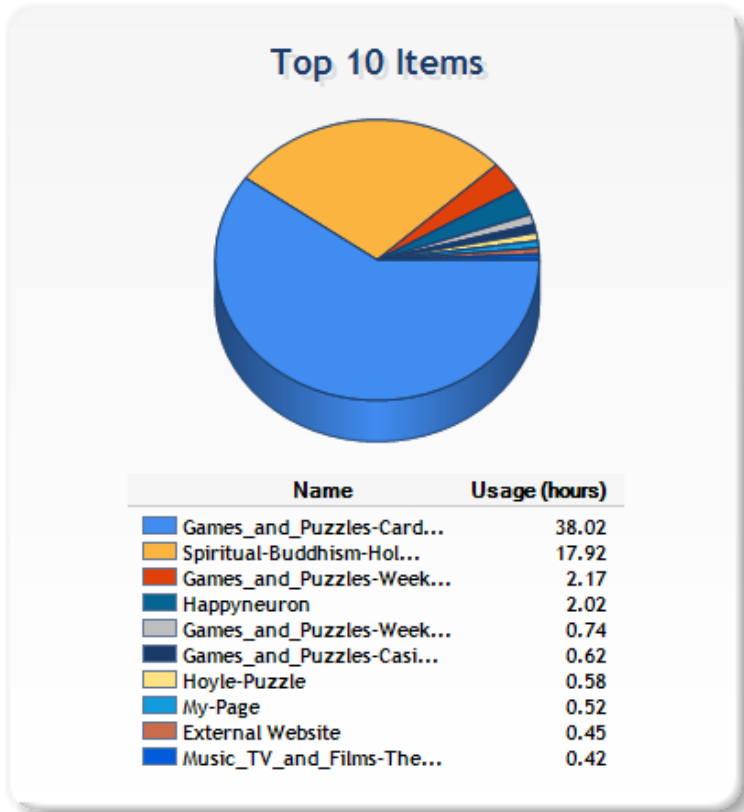 Top 10 Items
Name Usage (hours)
Games_and_Puzzles-Card... 38.02
Spiritual-Buddhism-Hol... 17.92
Games_and_Puzzles-Week... 2.17
Happyneuron 2.02
Games_and_Puzzles-Week... 0.74
Games_and_Puzzles-Casi... 0.62
Hoyle-Puzzle 0.58
My-Page 0.52
External Website 0.45
Music_TV_and_Films-The... 0.42